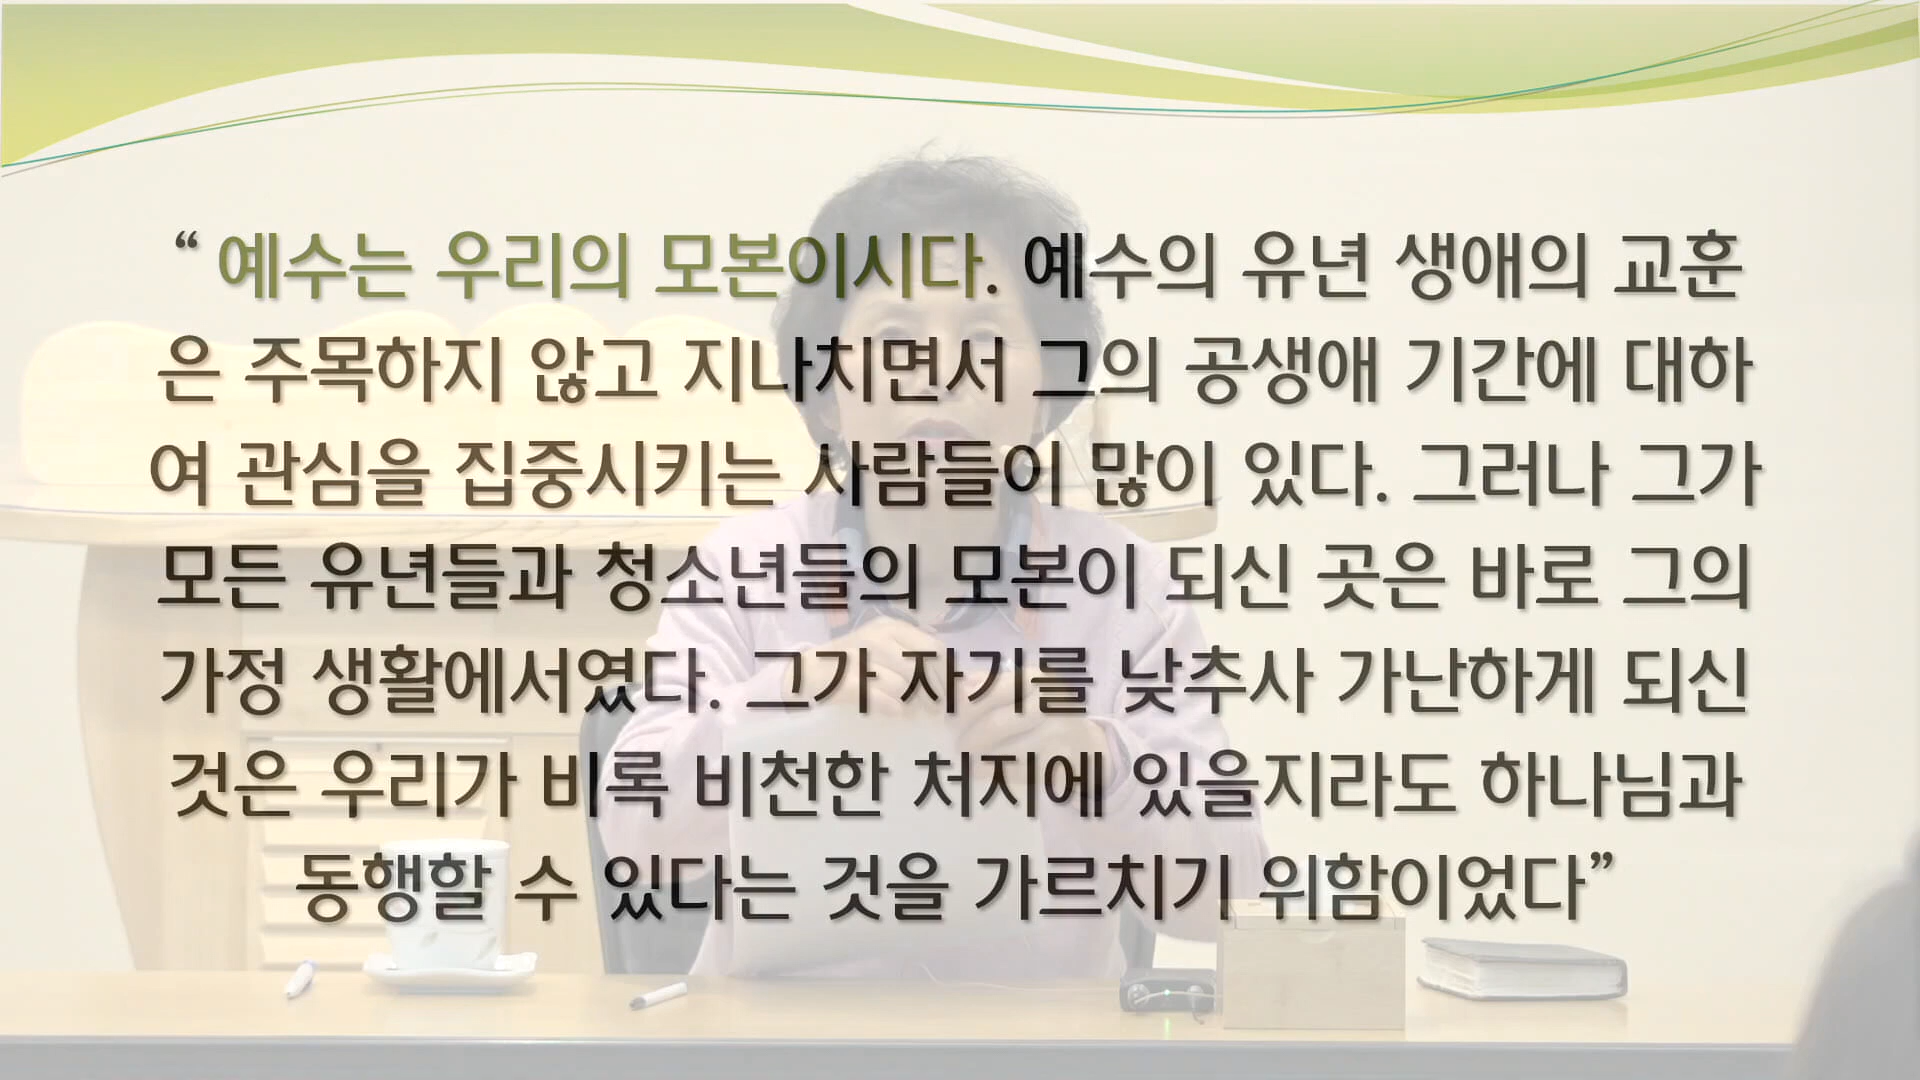 “ 예수는 우리의 모본이시다. 예수의 유년 생애의 교훈
은 주목하지 않고 지나치면서 그의 공생애 기간에 대하
여 관심을 집중시키는 사람들이 많이 있다. 그러나 그가
모든 유년들과 청소년들의 모본이 되신 곳은 바로 그의
가정 생활에서였다. 그가 자기를 낮추사 가난하게 되신
것은 우리가 비록 비천한 처지에 있을지라도 하나님과
동행할 수 있다는 것을 가르치기 위함이었다”